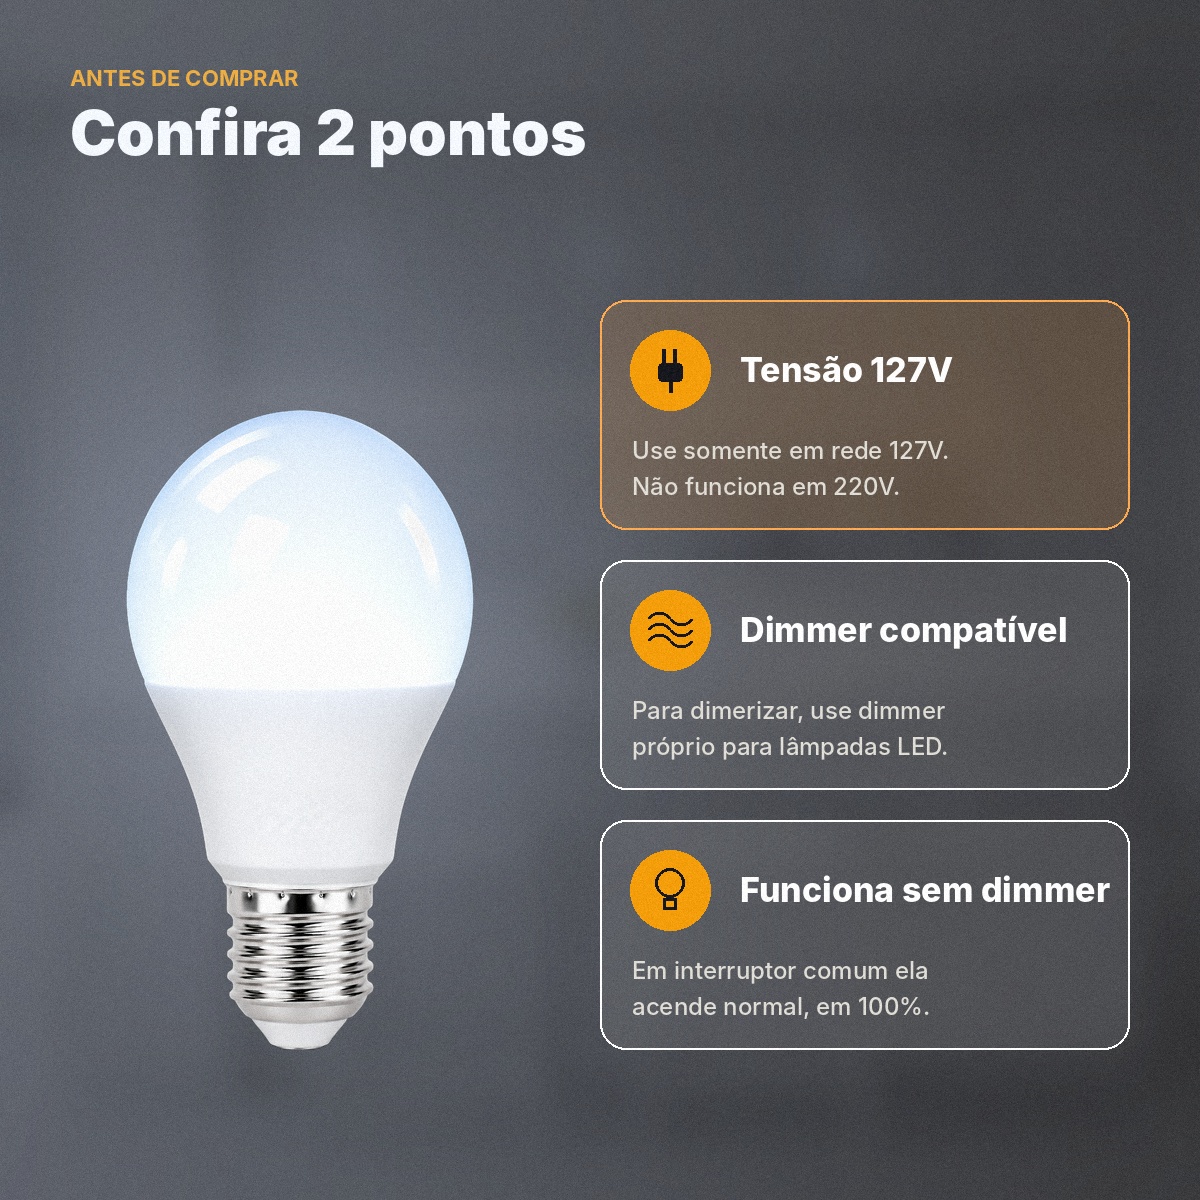 ANTES DE COMPRAR
Confira 2 pontos
Tensão 127V
Use somente em rede 127V.
Não funciona em 220V.
Dimmer compatível
Para dimerizar, use dimmer
próprio para lâmpadas LED.
Funciona sem dimmer
Em interruptor comum ela
acende normal, em 100%.